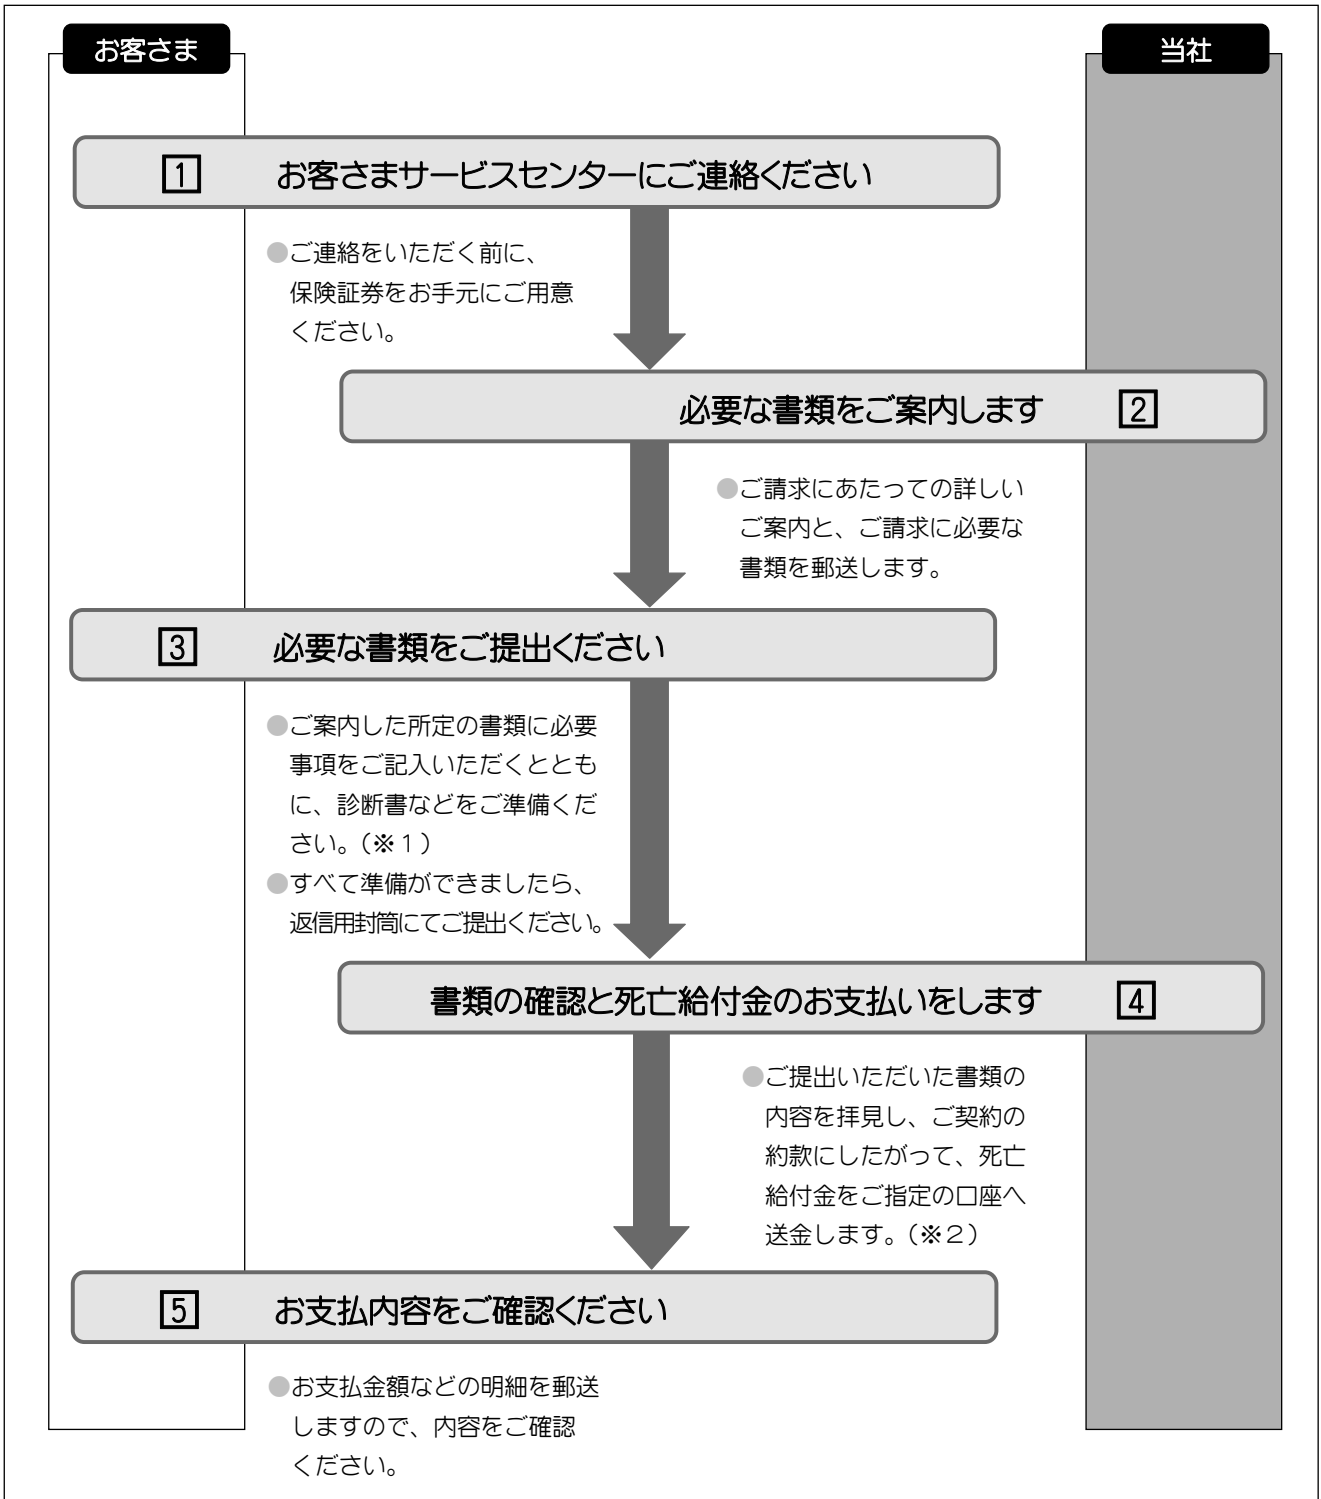 お客さま
当社
1 お客さまサービスセンターにご連絡ください
●ご連絡をいただく前に、
保険証券をお手元にご用意
ください。
必要な書類をご案内します 2
●ご請求にあたっての詳しい
ご案内と、ご請求に必要な
書類を郵送します。
3 必要な書類をご提出ください
●ご案内した所定の書類に必要
事項をご記入いただくととも
に、診断書などをご準備くだ
さい。(※1)
●すべて準備ができましたら、
返信用封筒にてご提出ください。
書類の確認と死亡給付金のお支払いをします 4
●ご提出いただいた書類の
内容を拝見し、ご契約の
約款にしたがって、死亡
給付金をご指定の口座へ
送金します。(※2)
5 お支払内容をご確認ください
●お支払金額などの明細を郵送
しますので、内容をご確認
ください。